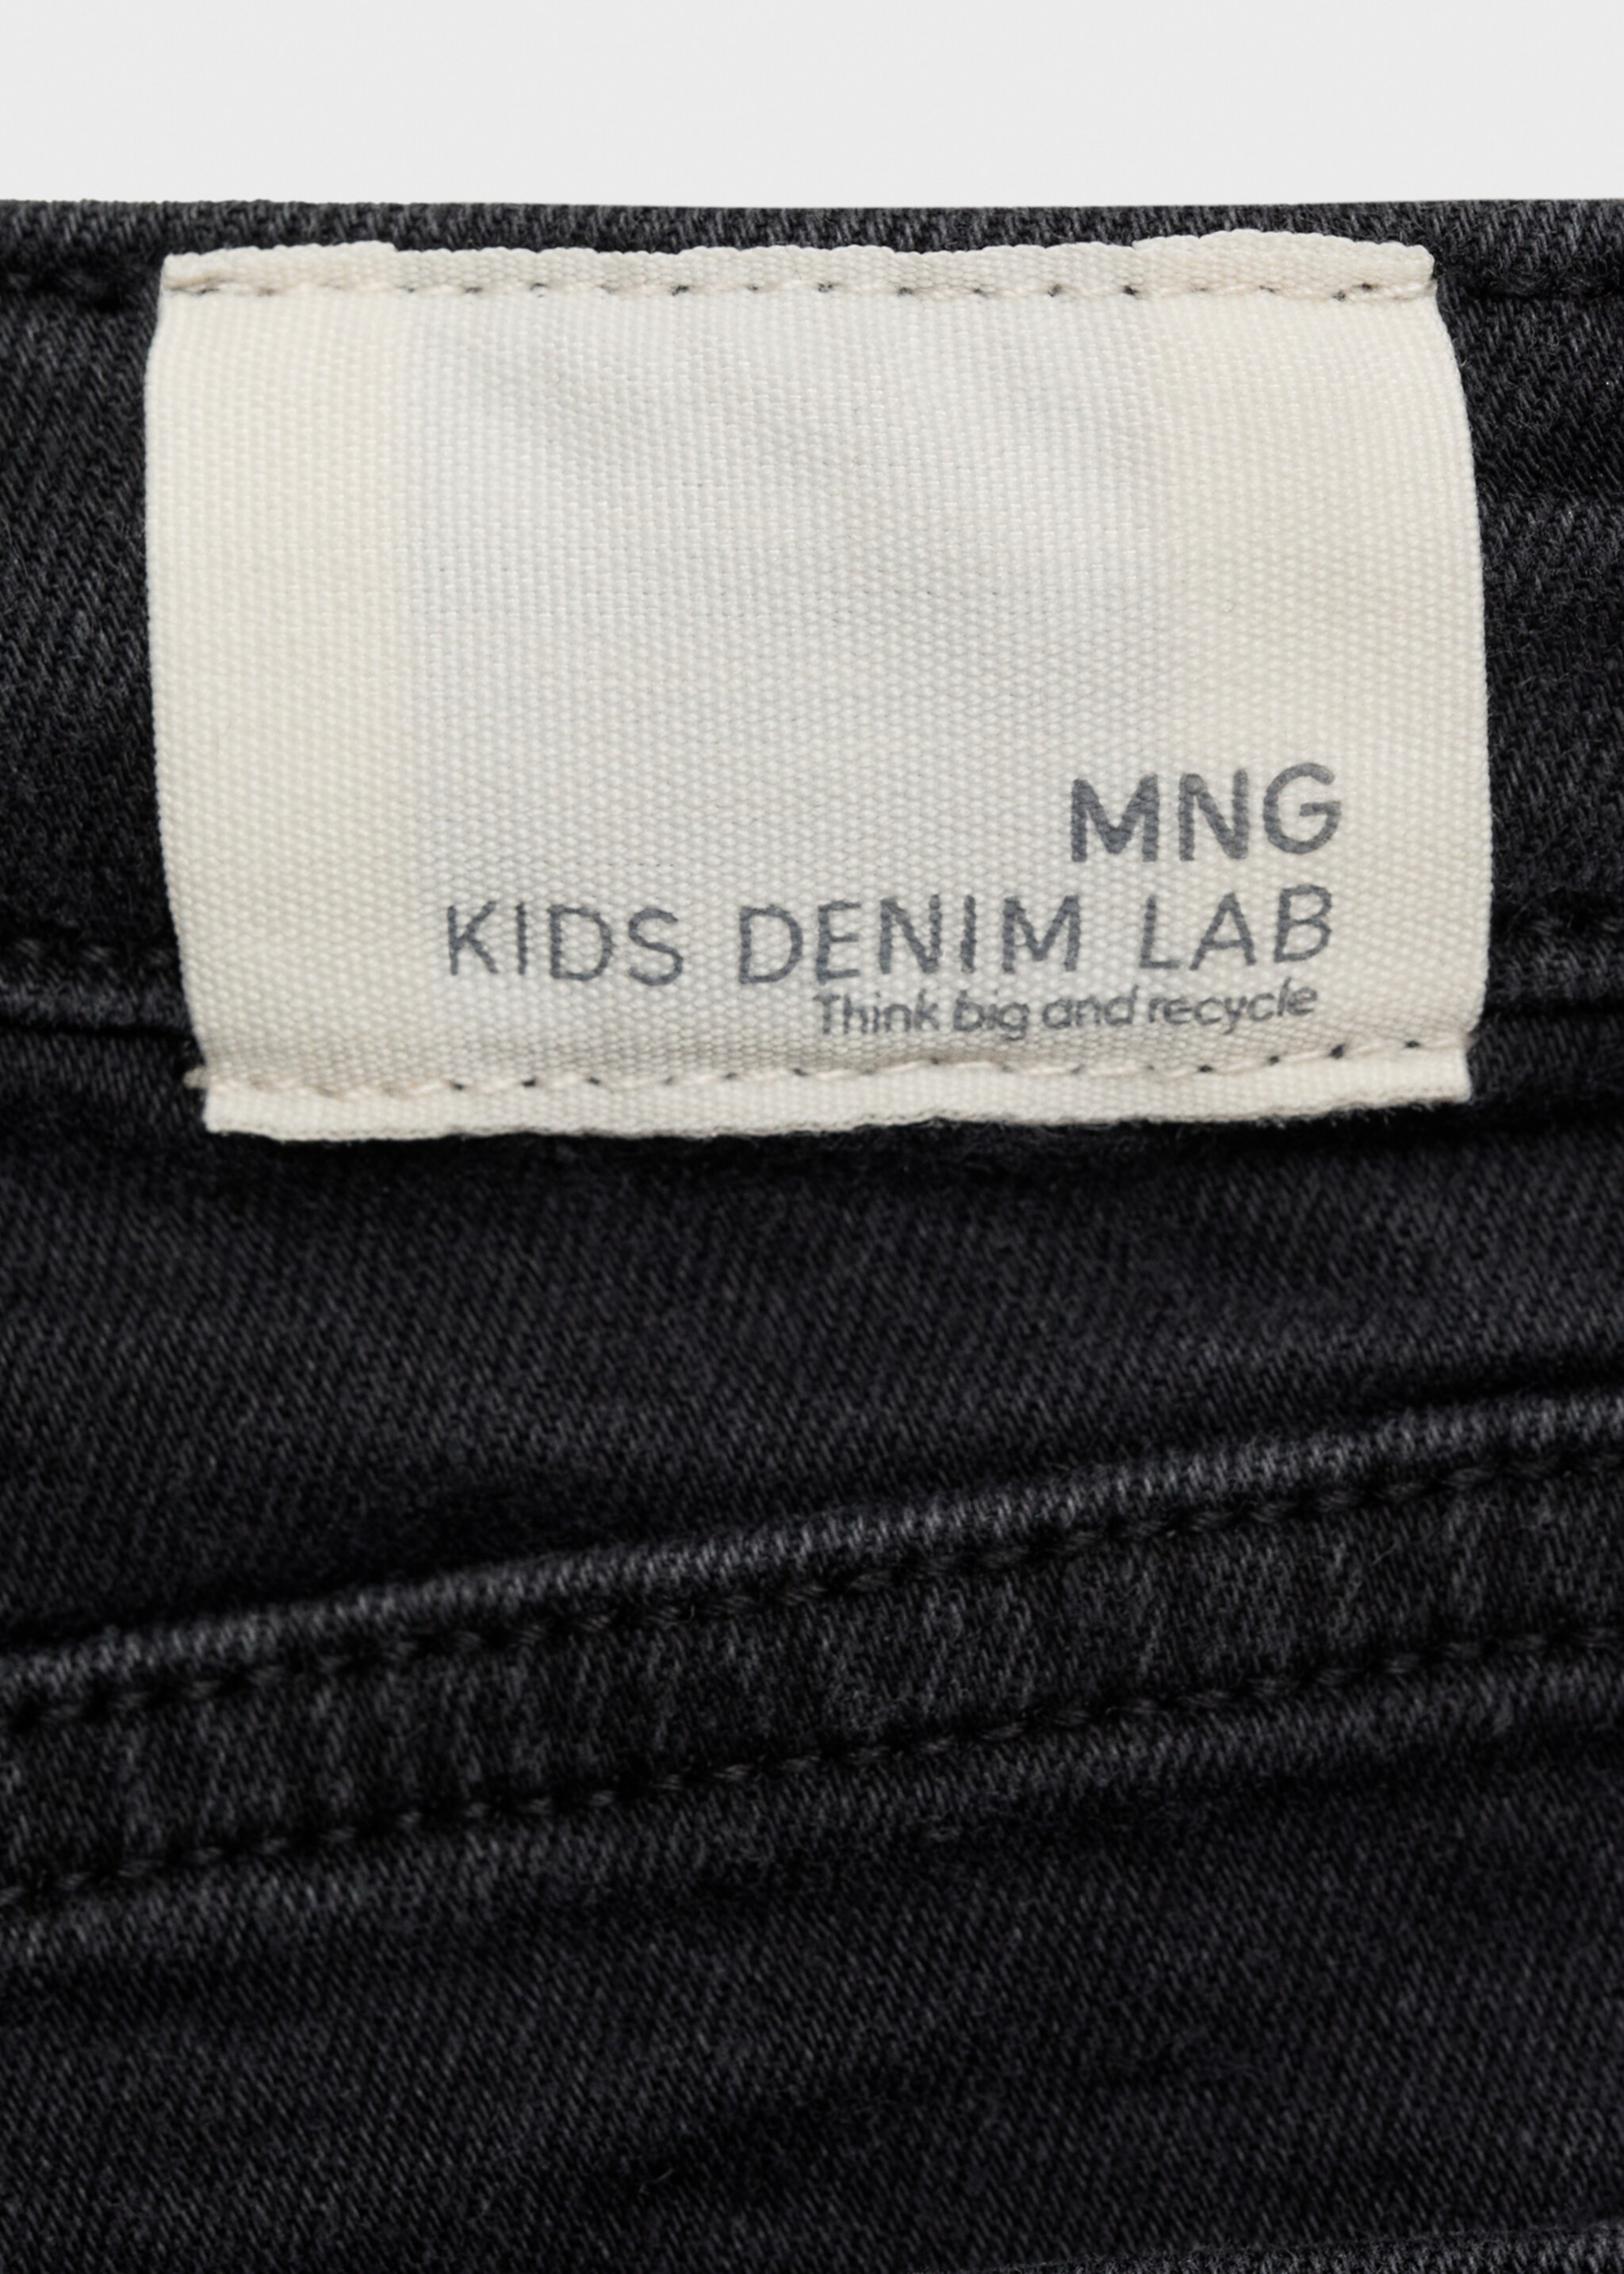 MNG
KIDS DENIM LAB
Think big and recycle